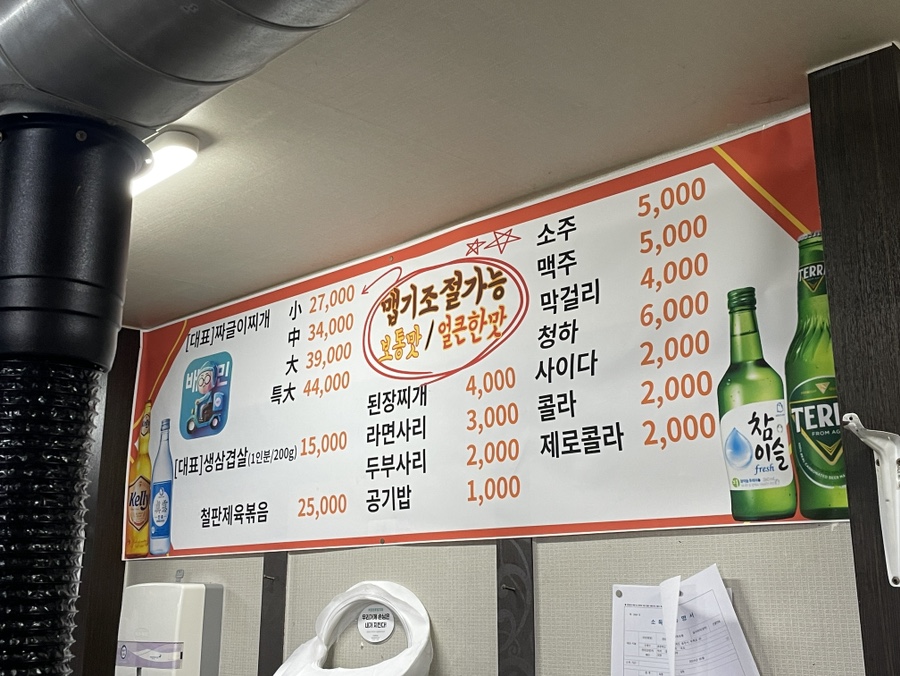 [대표]짜글이찌개 小 27,000
中 34,000
大 39,000
특大 44,000
배민
[대표]생삼겹살(1인분/200g) 15,000
철판제육볶음 25,000
맵기조절가능
보통맛 / 얼큰한맛
된장찌개 4,000
라면사리 3,000
두부사리 2,000
공기밥 1,000
소주 5,000
맥주 5,000
막걸리 4,000
청하 6,000
사이다 2,000
콜라 2,000
제로콜라 2,000
Kelly
참이슬
fresh
TERRA
TERR
FROM AG